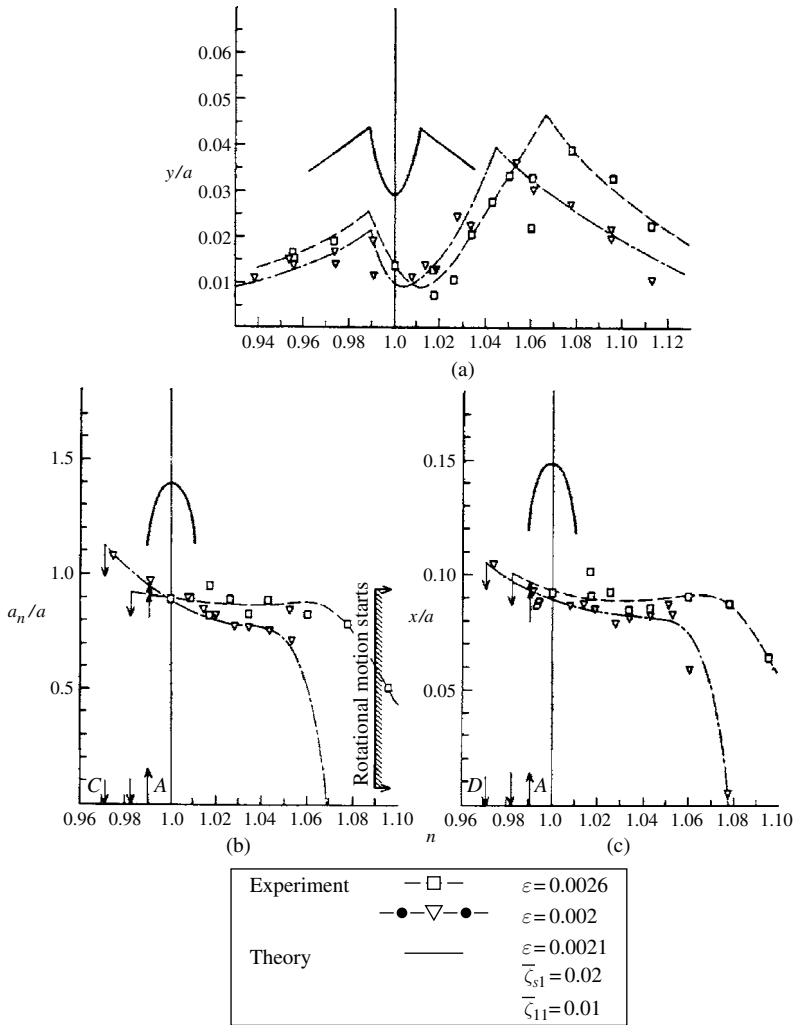 0.06
0.05
0.04
y/a
0.03
0.02
0.01
0.94 0.96 0.98 1.0 1.02 1.04 1.06 1.08 1.10 1.12
(a)
1.5
1.0
a_n/a
0.5
Rotational motion starts
C A
0.96 0.98 1.0 1.02 1.04 1.06 1.08 1.10
(b)
n
0.15
0.10
x/a
0.05
D A
0.96 0.98 1.0 1.02 1.04 1.06 1.08 1.10
(c)
Experiment ε=0.0026
ε=0.002
Theory ε=0.0021
ζ̅_{s1}=0.02
ζ̅_{11}=0.01